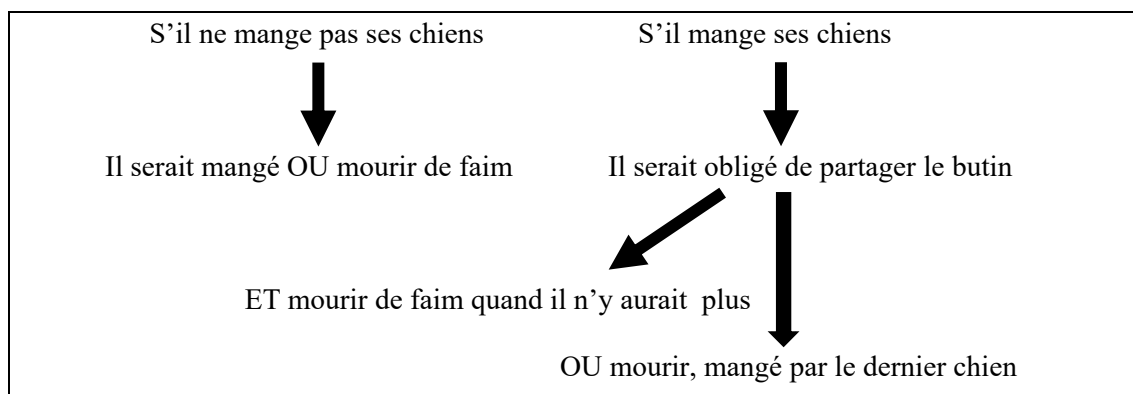 S’il ne mange pas ses chiens
S’il mange ses chiens
Il serait mangé OU mourir de faim
Il serait obligé de partager le butin
ET mourir de faim quand il n’y aurait  plus
OU mourir, mangé par le dernier chien